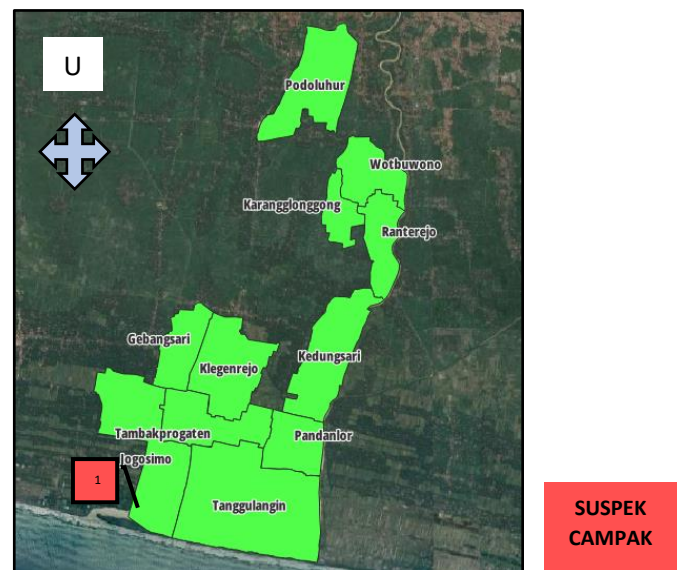 U
Podoluhur
Wotbuwono
Karangglonggong
Ranterejo
Gebangsari
Kedungsari
Klegenrejo
Tambakprogaten
Pandanlor
Jogosimo
1
Tanggulangin
SUSPEK
CAMPAK